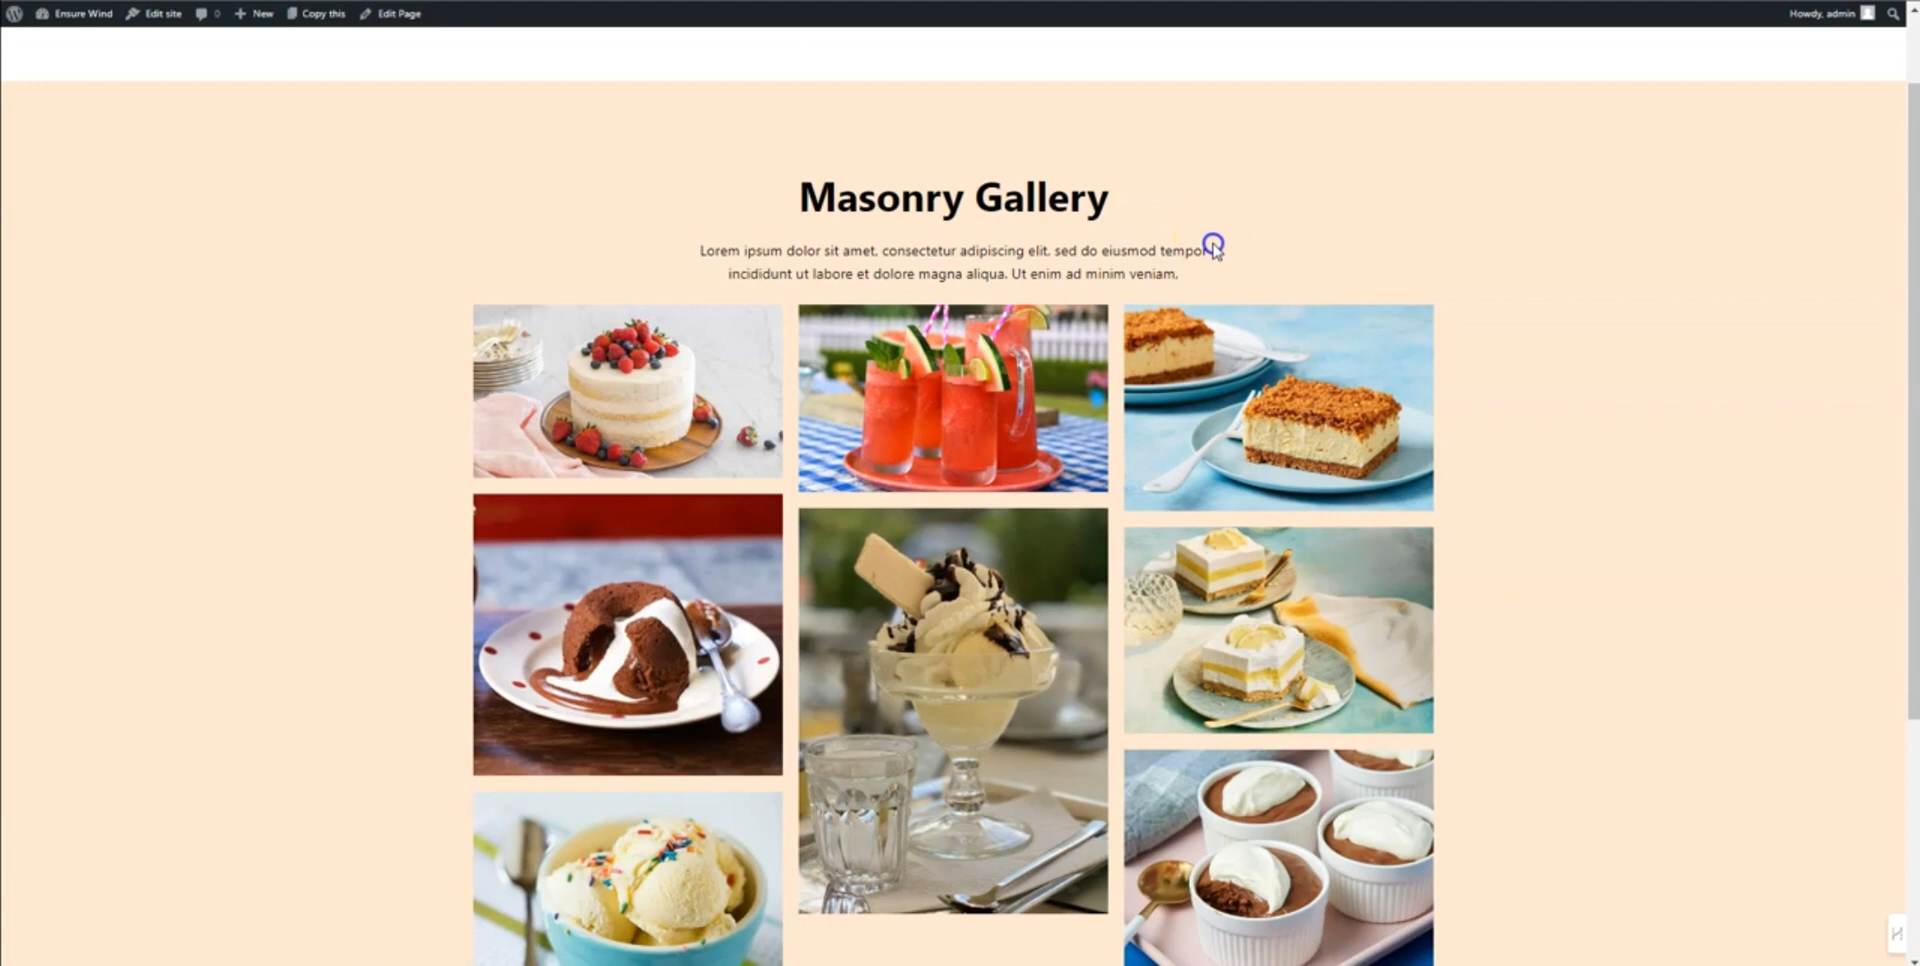 Ensure Wind Edit site 0 New Copy this Edit Page Howdy, admin
Masonry Gallery
Lorem ipsum dolor sit amet, consectetur adipiscing elit, sed do eiusmod tempor
incididunt ut labore et dolore magna aliqua. Ut enim ad minim veniam,